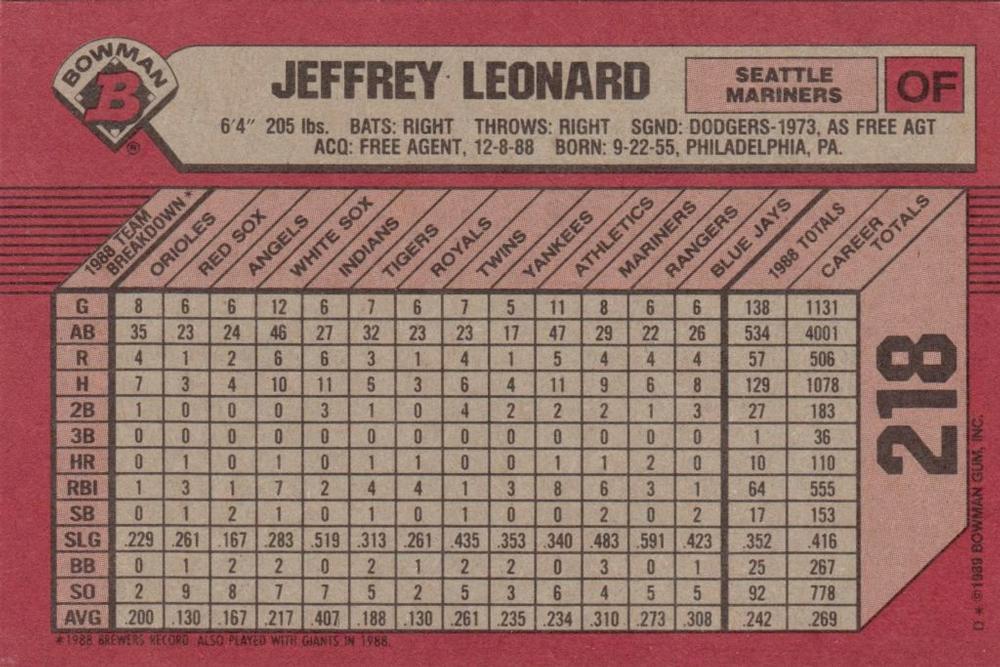 BOWMAN
B
®
JEFFREY LEONARD
SEATTLE
MARINERS
OF
6'4" 205 lbs. BATS: RIGHT THROWS: RIGHT SGND: DODGERS-1973, AS FREE AGT
ACQ: FREE AGENT, 12-8-88 BORN: 9-22-55, PHILADELPHIA, PA.
1988 TEAM BREAKDOWN* ORIOLES RED SOX ANGELS WHITE SOX INDIANS TIGERS ROYALS TWINS YANKEES ATHLETICS MARINERS RANGERS BLUE JAYS 1988 TOTALS CAREER TOTALS
G 8 6 6 12 6 7 6 7 5 11 8 6 6 138 1131
AB 35 23 24 46 27 32 23 23 17 47 29 22 26 534 4001
R 4 1 2 6 6 3 1 4 1 5 4 4 4 57 506
H 7 3 4 10 11 6 3 6 4 11 9 6 8 129 1078
2B 1 0 0 0 3 1 0 4 2 2 2 1 3 27 183
3B 0 0 0 0 0 0 0 0 0 0 0 0 0 1 36
HR 0 1 0 1 0 1 1 0 0 1 1 2 0 10 110
RBI 1 3 1 7 2 4 4 1 3 8 6 3 1 64 555
SB 0 1 2 0 1 0 1 0 0 2 0 2 17 153
SLG .229 .261 .167 .283 .519 .313 .261 .435 .353 .340 .483 .591 .423 .352 .416
BB 0 1 2 2 0 2 1 2 2 0 3 0 1 25 267
SO 2 9 8 7 7 5 2 5 3 6 4 5 5 92 778
AVG .200 .130 .167 .217 .407 .188 .130 .261 .235 .234 .310 .273 .308 .242 .269
*1988 BREWERS RECORD ALSO PLAYED WITH GIANTS IN 1988.
218
D * ©1989 BOWMAN GUM, INC.